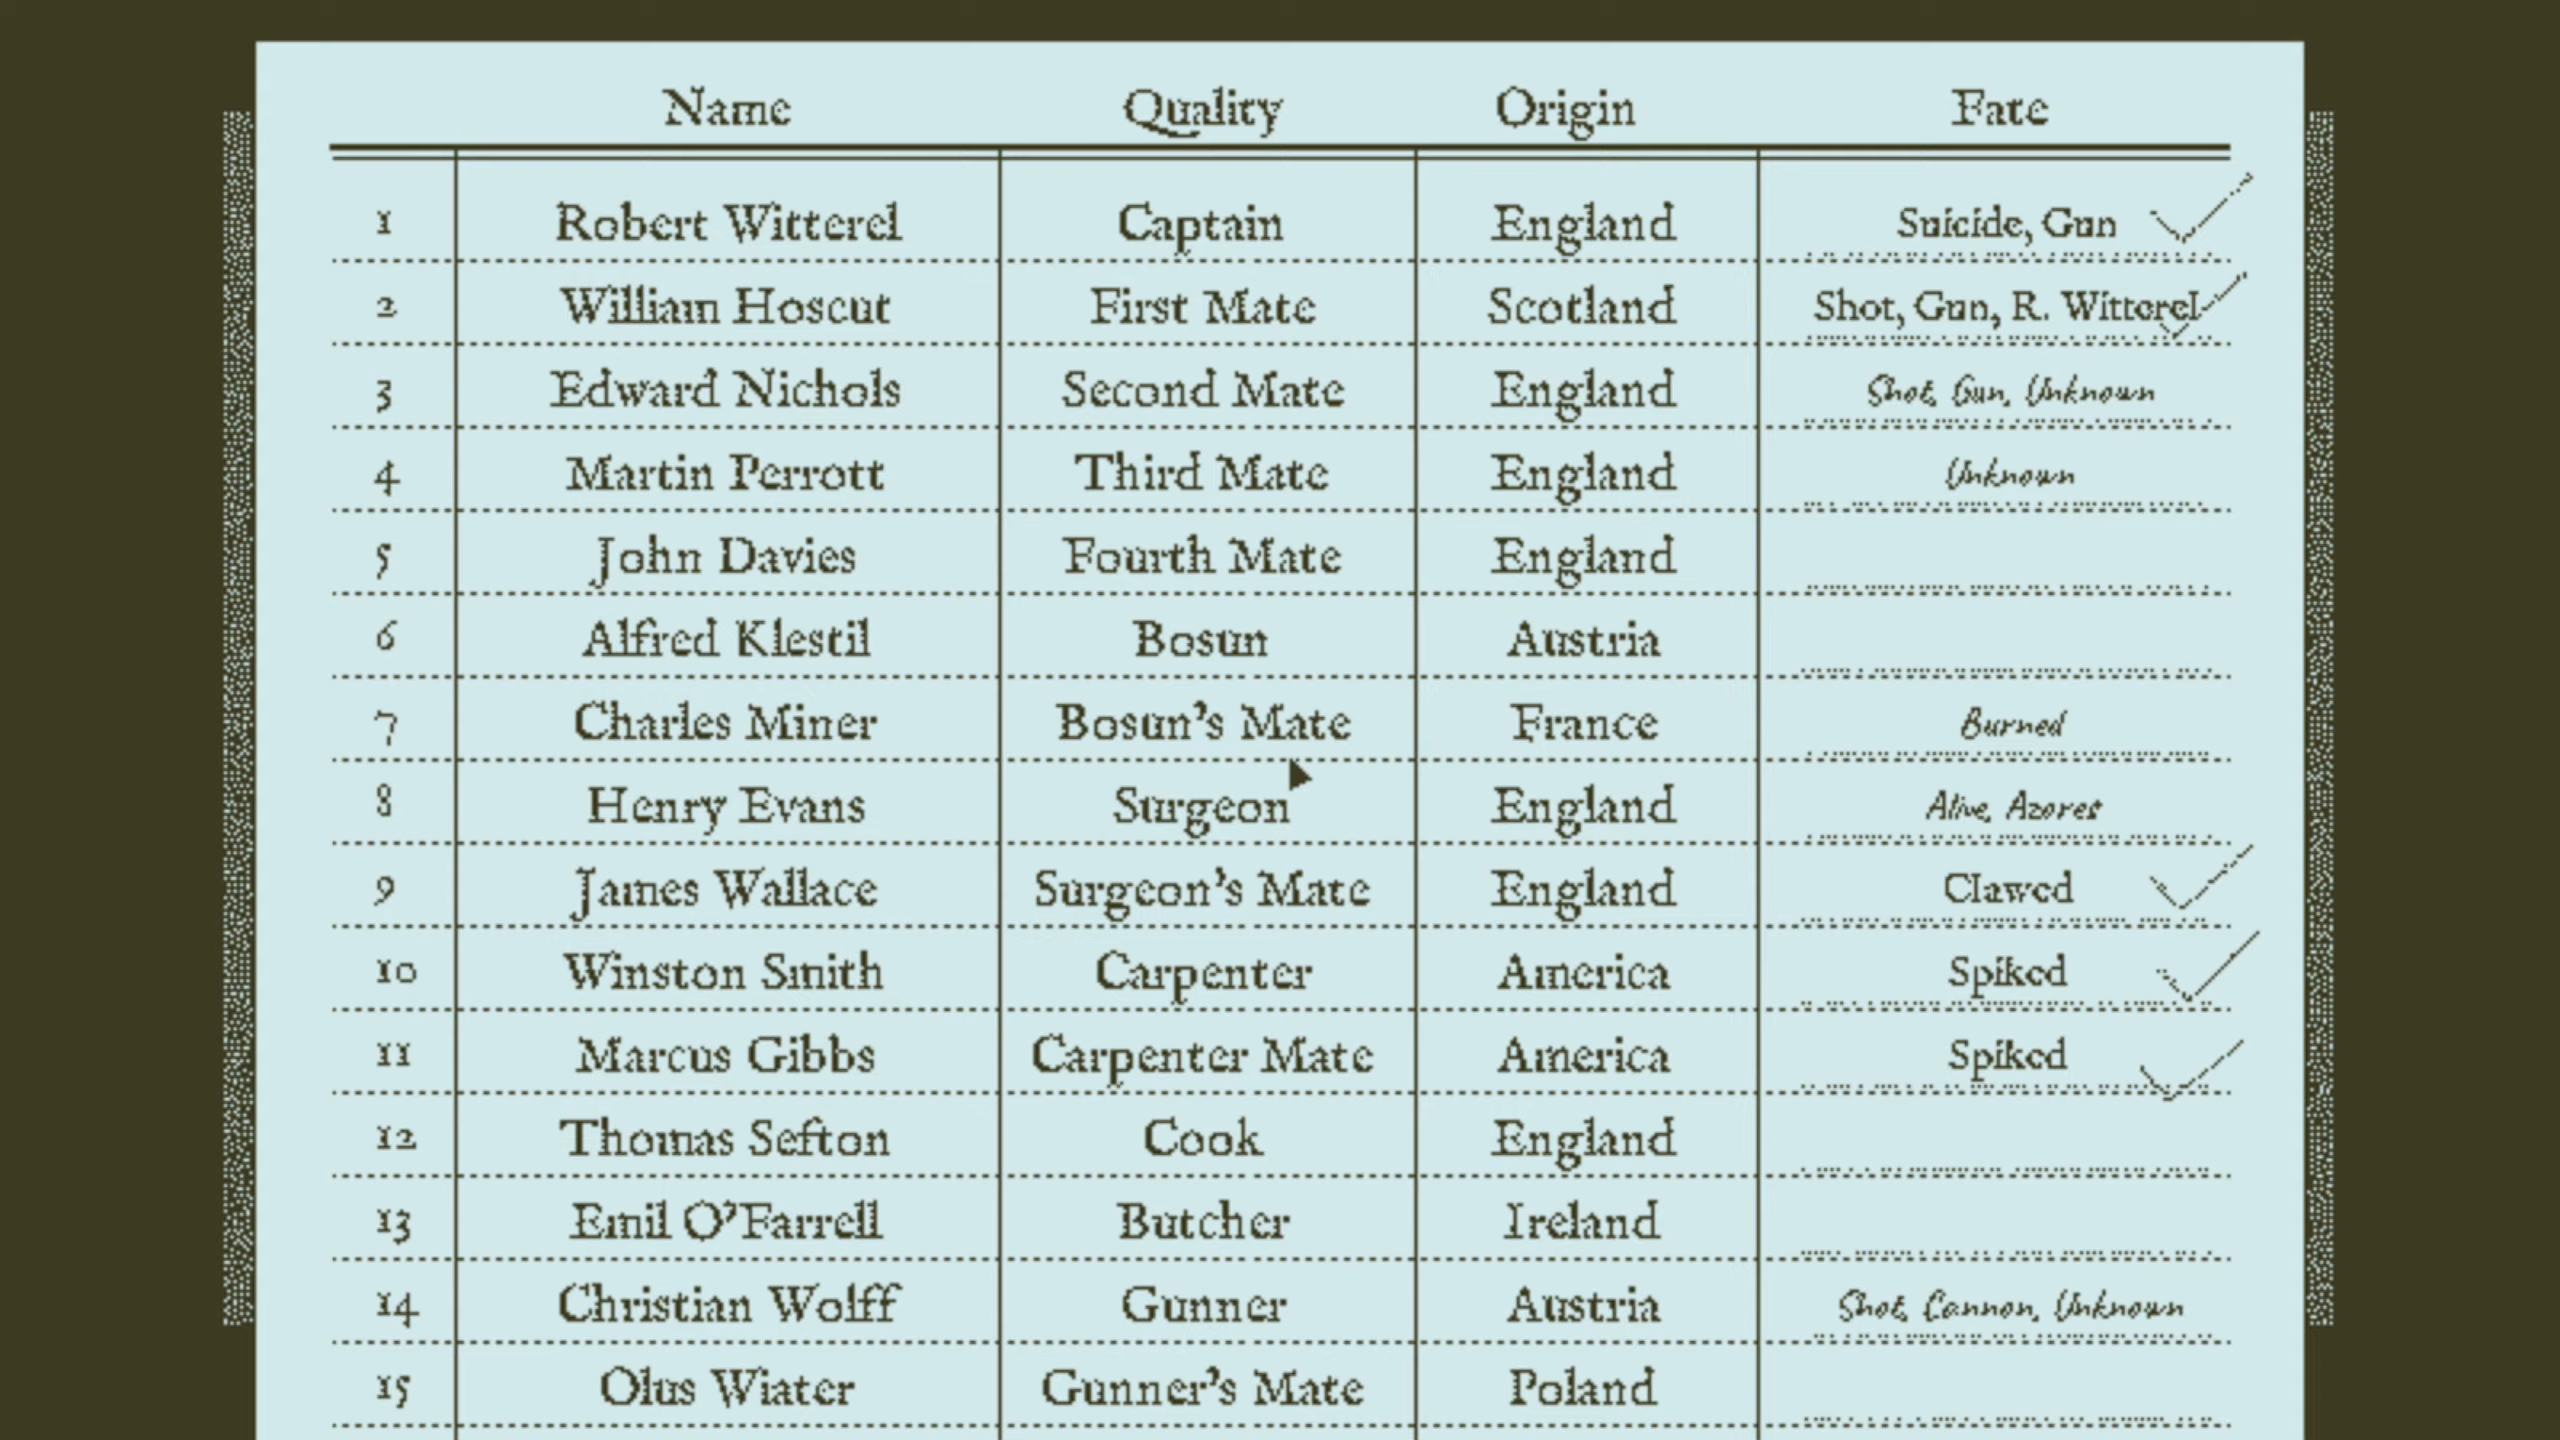 Name Quality Origin Fate
1 Robert Witterel Captain England Suicide, Gun
2 William Hoscut First Mate Scotland Shot, Gun, R. Witterel
3 Edward Nichols Second Mate England Shot, Gun, Unknown
4 Martin Perrott Third Mate England Unknown
5 John Davies Fourth Mate England
6 Alfred Klestil Bosun Austria
7 Charles Miner Bosun's Mate France Burned
8 Henry Evans Surgeon England Alive, Azores
9 James Wallace Surgeon's Mate England Clawed
10 Winston Smith Carpenter America Spiked
11 Marcus Gibbs Carpenter Mate America Spiked
12 Thomas Sefton Cook England
13 Emil O'Farrell Butcher Ireland
14 Christian Wolff Gunner Austria Shot, Cannon, Unknown
15 Olus Wiater Gunner's Mate Poland